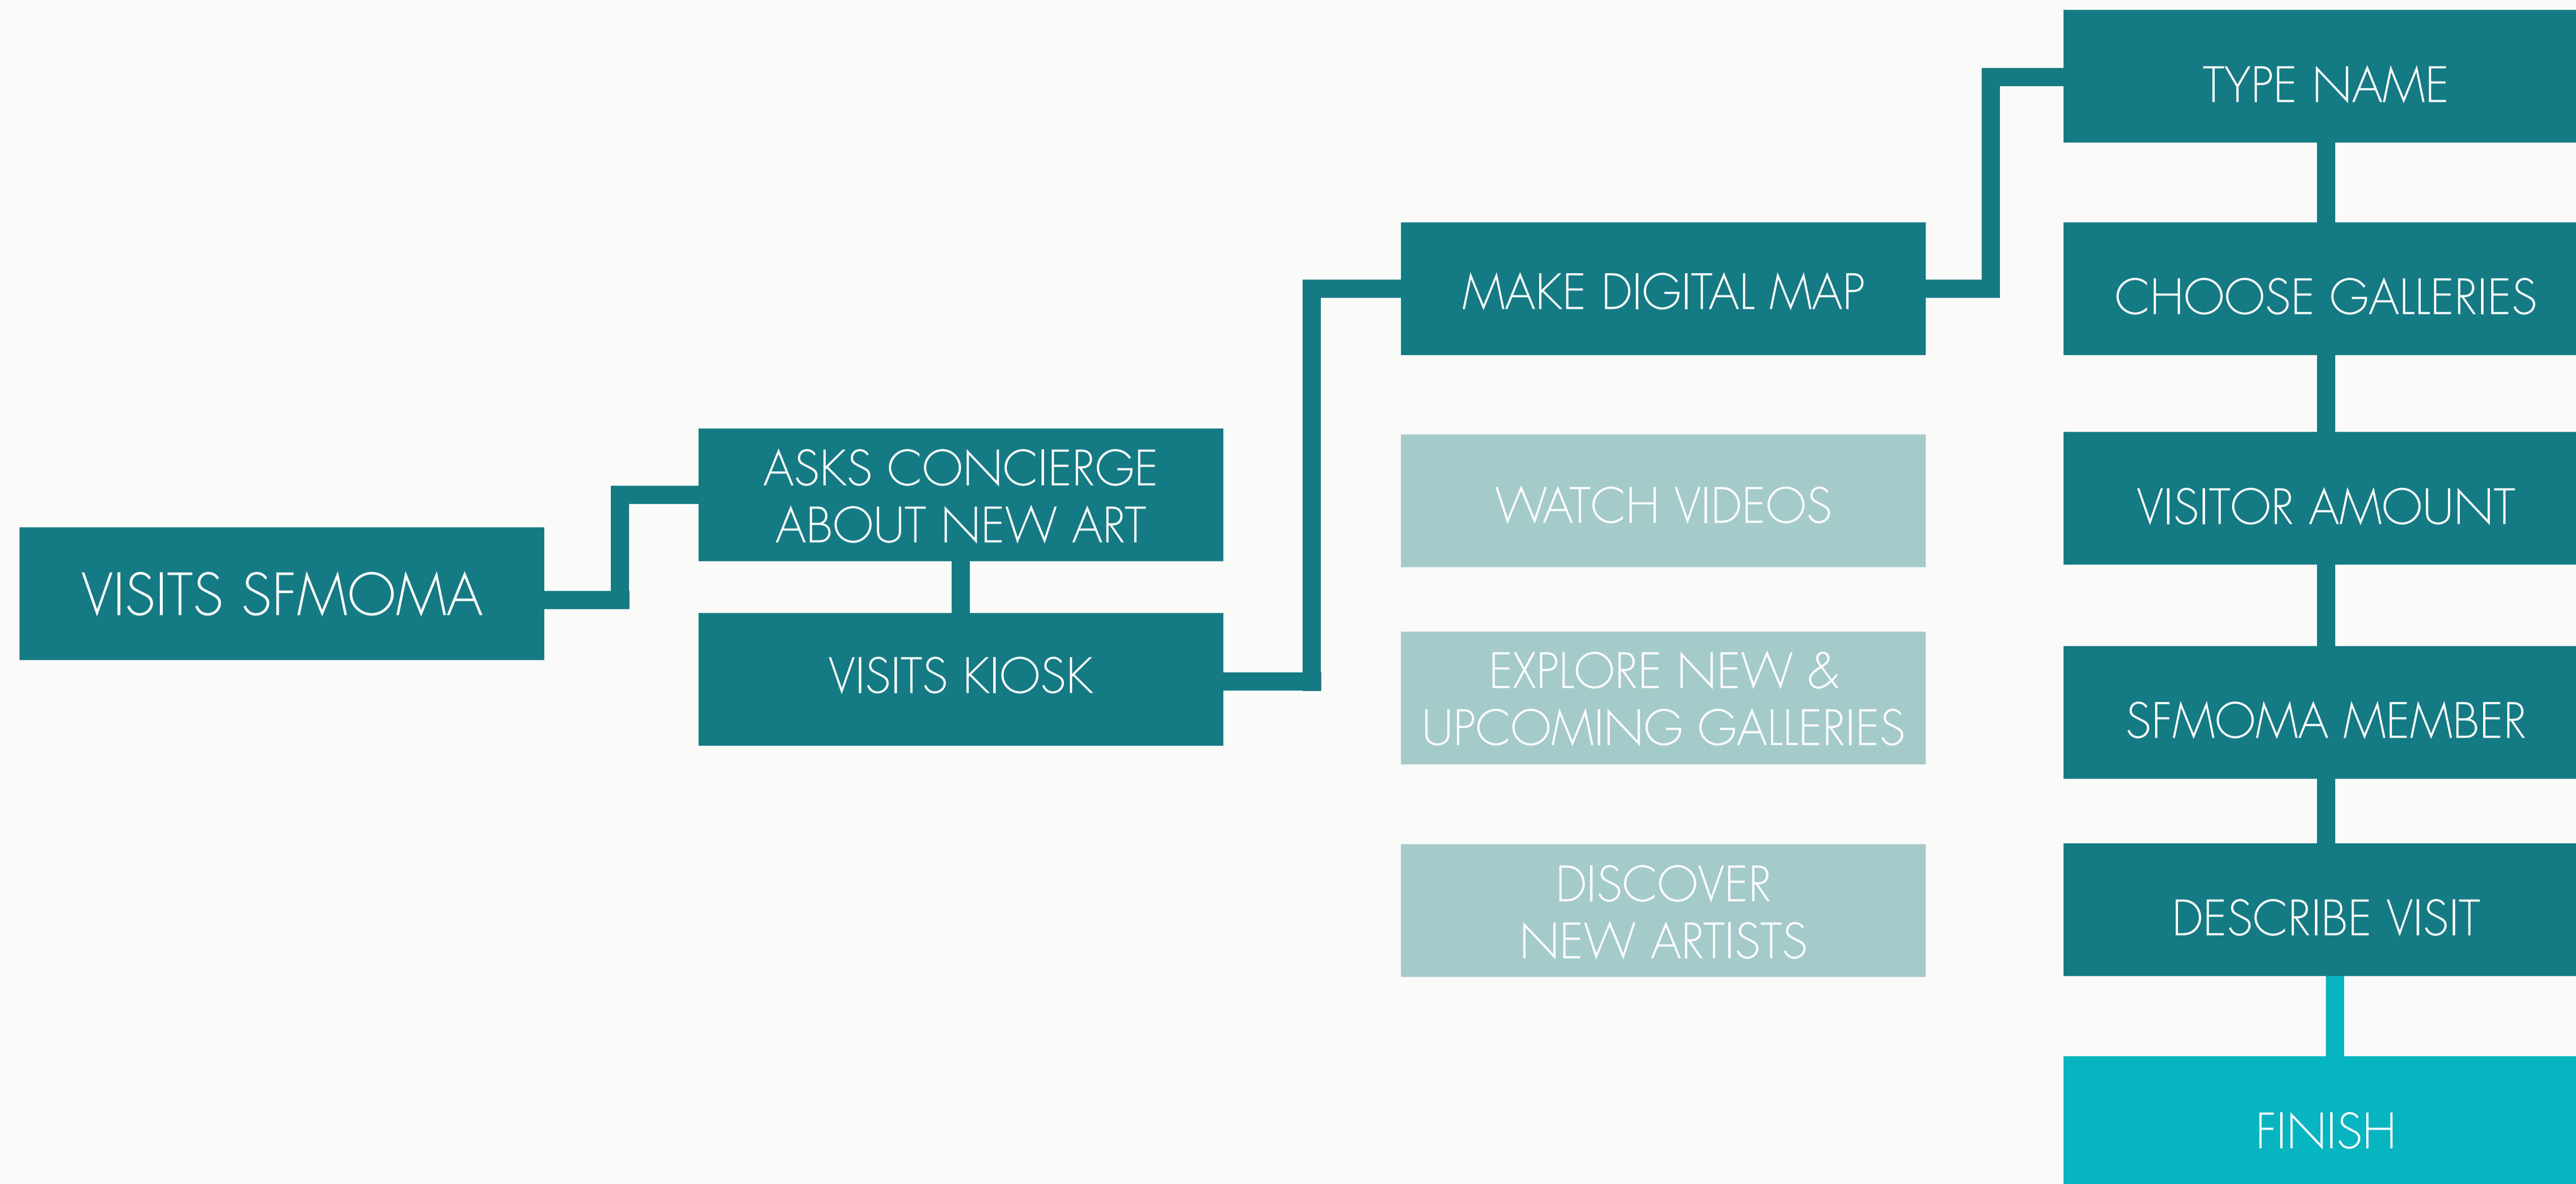 VISITS SFMOMA
ASKS CONCIERGE
ABOUT NEW ART
VISITS KIOSK
MAKE DIGITAL MAP
WATCH VIDEOS
EXPLORE NEW &
UPCOMING GALLERIES
DISCOVER
NEW ARTISTS
TYPE NAME
CHOOSE GALLERIES
VISITOR AMOUNT
SFMOMA MEMBER
DESCRIBE VISIT
FINISH